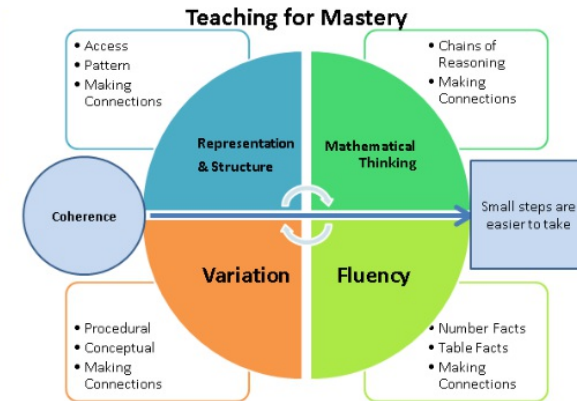 Teaching for Mastery
• Access
• Pattern
• Making
Connections
• Chains of
Reasoning
• Making
Connections
Representation
& Structure
Mathematical
Thinking
Coherence
Small steps are
easier to take
Variation
Fluency
• Procedural
• Conceptual
• Making
Connections
• Number Facts
• Table Facts
• Making
Connections